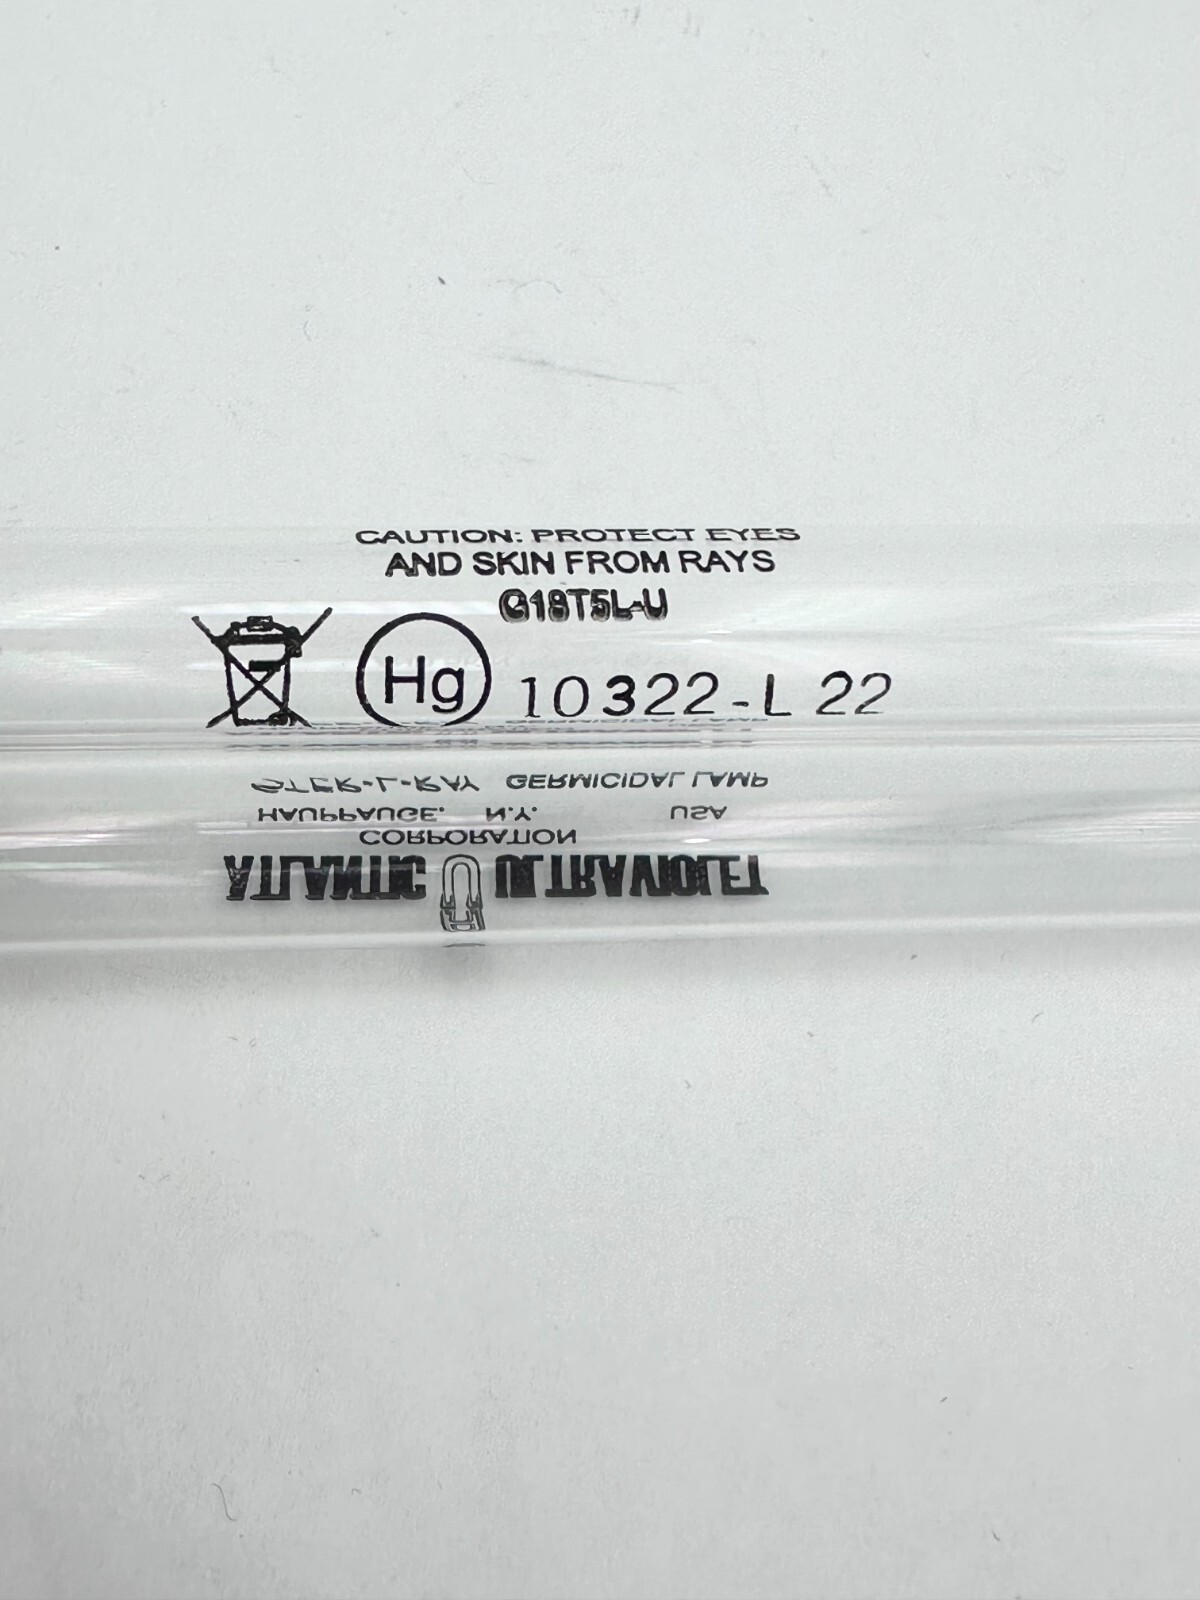 CAUTION: PROTECT EYES
AND SKIN FROM RAYS
G18T5L-U
Hg 10322-L 22
STER-L-RAY GERMICIDAL LAMP
HAUPPAUGE, N.Y. USA
CORPORATION
ATLANTIC ULTRAVIOLET